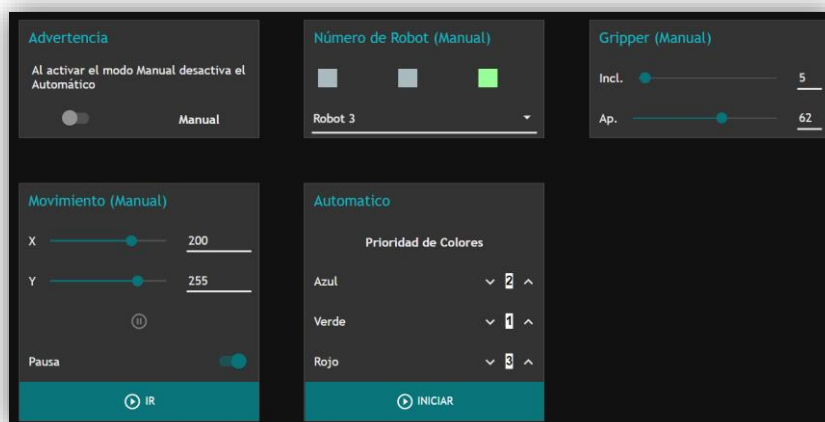 Advertencia
Al activar el modo Manual desactiva el
Automático
Manual
Número de Robot (Manual)
Robot 3
Gripper (Manual)
Incl. 5
Ap. 62
Movimiento (Manual)
X 200
Y 255
Pausa
IR
Automatico
Prioridad de Colores
Azul 2
Verde 1
Rojo 3
INICIAR